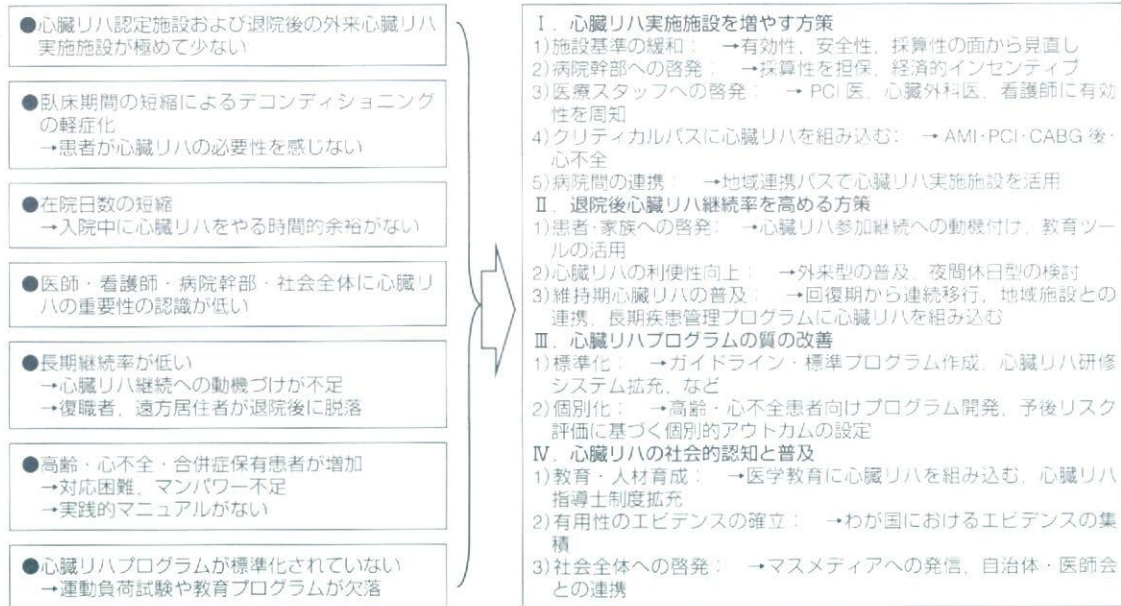 ●心臓リハ認定施設および退院後の外来心臓リハ
実施施設が極めて少ない
●臥床期間の短縮によるデコンディショニング
の軽症化
→患者が心臓リハの必要性を感じない
●在院日数の短縮
→入院中に心臓リハをやる時間的余裕がない
●医師・看護師・病院幹部・社会全体に心臓リ
ハの重要性の認識が低い
●長期継続率が低い
→心臓リハ継続への動機づけが不足
→復職者，遠方居住者が退院後に脱落
●高齢・心不全・合併症保有患者が増加
→対応困難，マンパワー不足
→実践的マニュアルがない
●心臓リハプログラムが標準化されていない
→運動負荷試験や教育プログラムが欠落
Ⅰ．心臓リハ実施施設を増やす方策
1)施設基準の緩和： →有効性，安全性，採算性の面から見直し
2)病院幹部への啓発： →採算性を担保，経済的インセンティブ
3)医療スタッフへの啓発： → PCI 医，心臓外科医，看護師に有効
性を周知
4)クリティカルパスに心臓リハを組み込む： → AMI・PCI・CABG 後・
心不全
5)病院間の連携： →地域連携パスで心臓リハ実施施設を活用
Ⅱ．退院後心臓リハ継続率を高める方策
1)患者・家族への啓発： →心臓リハ参加継続への動機付け，教育ツー
ルの活用
2)心臓リハの利便性向上： →外来型の普及，夜間休日型の検討
3)維持期心臓リハの普及： →回復期から連続移行，地域施設との
連携，長期疾患管理プログラムに心臓リハを組み込む
Ⅲ．心臓リハプログラムの質の改善
1)標準化： →ガイドライン・標準プログラム作成，心臓リハ研修
システム拡充，など
2)個別化： →高齢・心不全患者向けプログラム開発，予後リスク
評価に基づく個別的アウトカムの設定
Ⅳ．心臓リハの社会的認知と普及
1)教育・人材育成： →医学教育に心臓リハを組み込む，心臓リハ
指導士制度拡充
2)有用性のエビデンスの確立： →わが国におけるエビデンスの集
積
3)社会全体への啓発： →マスメディアへの発信，自治体・医師会
との連携